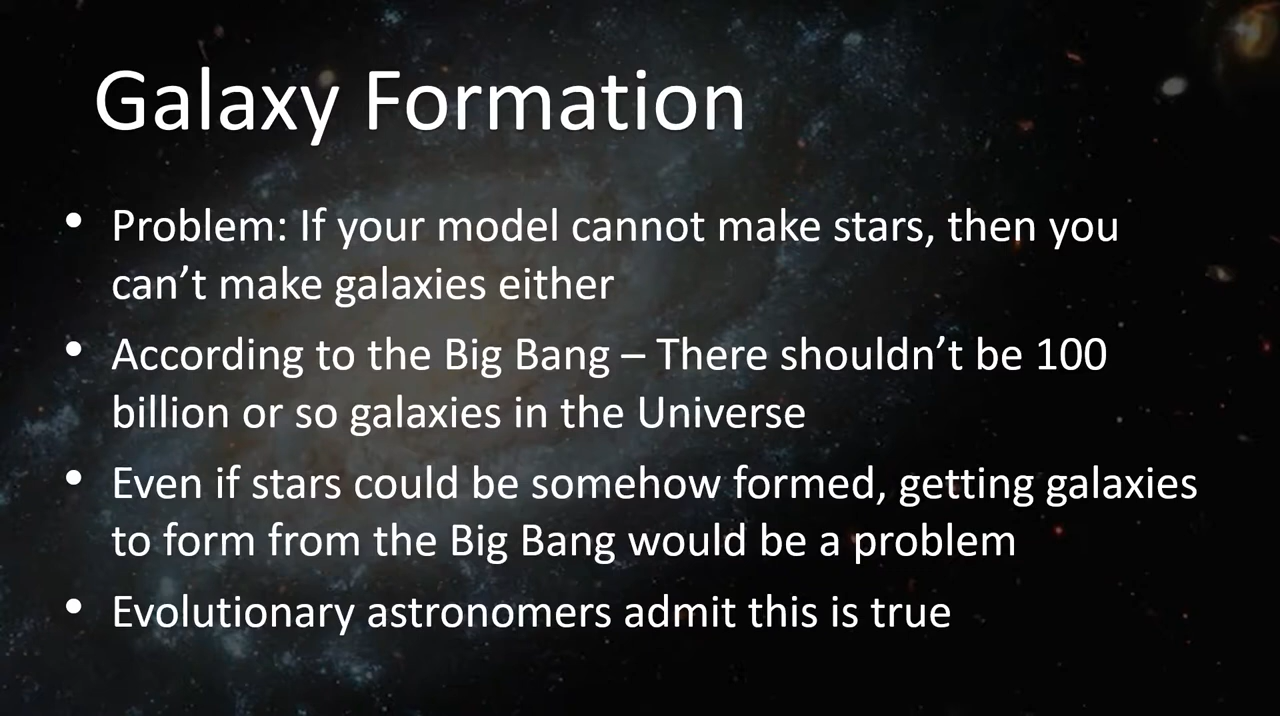 Galaxy Formation
• Problem: If your model cannot make stars, then you
can’t make galaxies either
• According to the Big Bang – There shouldn’t be 100
billion or so galaxies in the Universe
• Even if stars could be somehow formed, getting galaxies
to form from the Big Bang would be a problem
• Evolutionary astronomers admit this is true